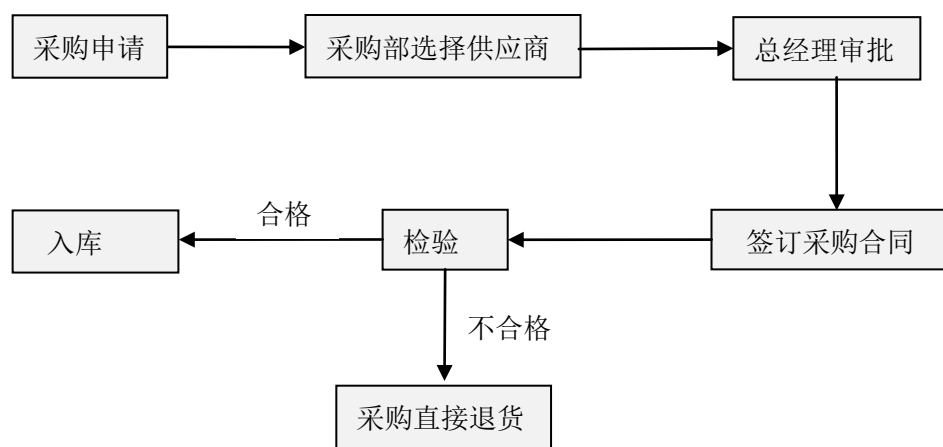 采购申请
采购部选择供应商
总经理审批
签订采购合同
检验
合格
入库
不合格
采购直接退货